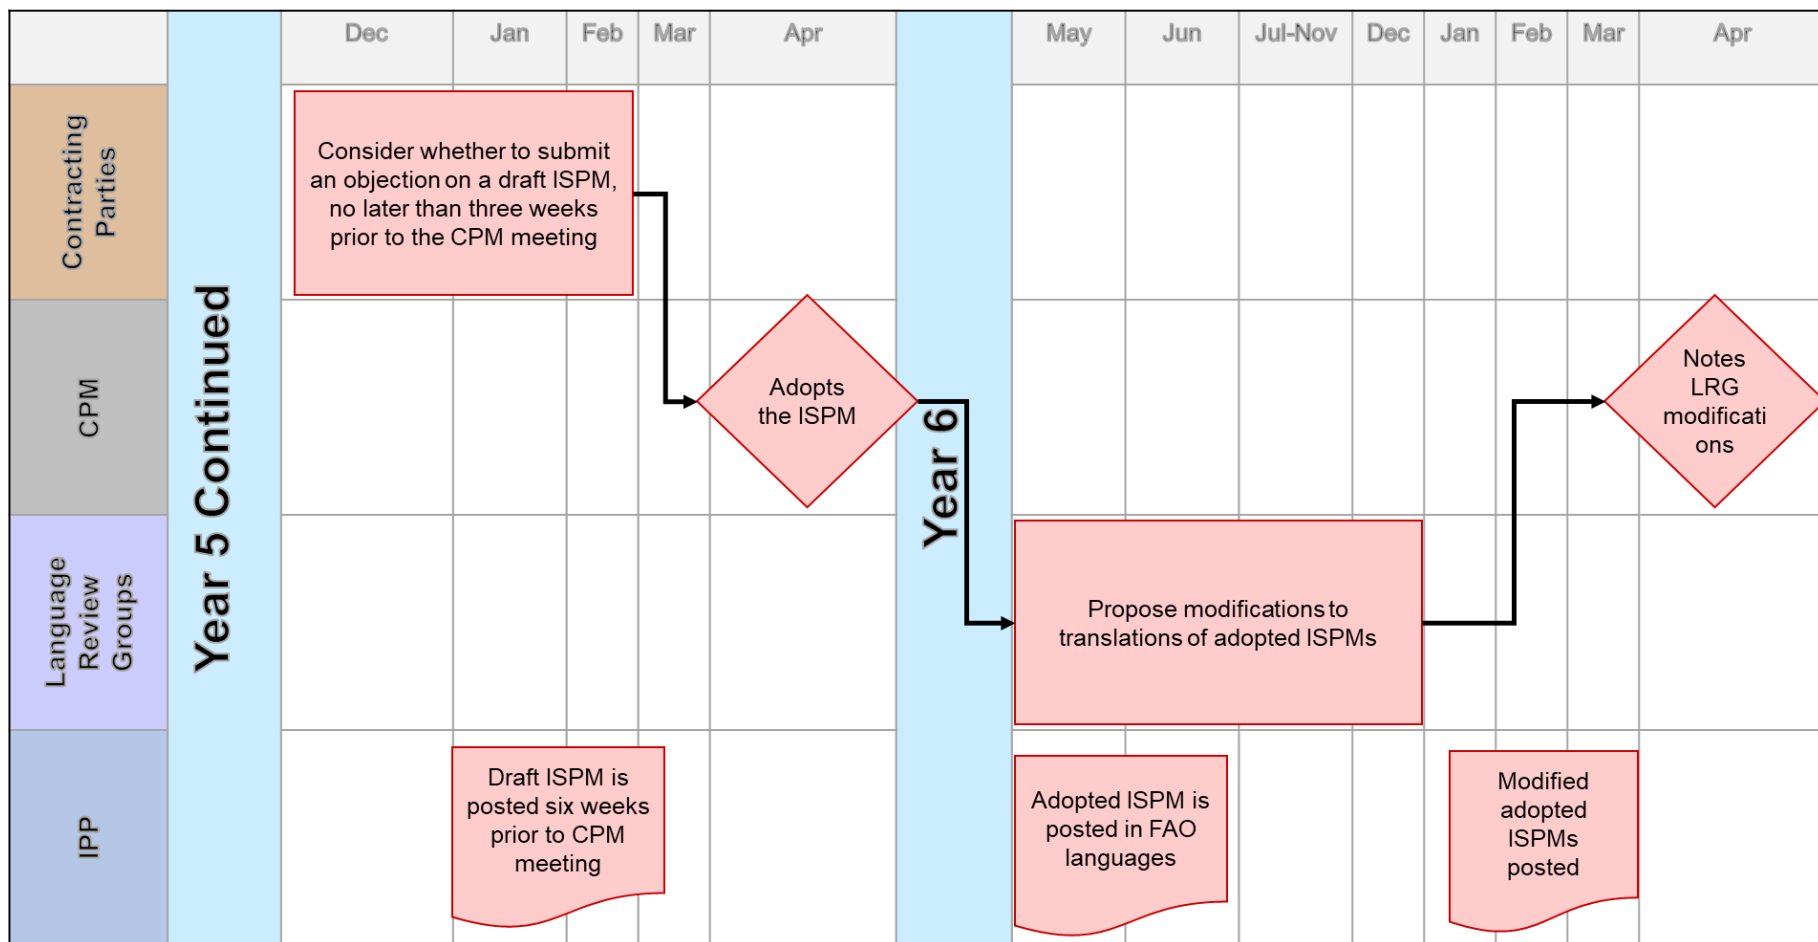 Dec
Jan
Feb
Mar
Apr
May
Jun
Jul-Nov
Dec
Jan
Feb
Mar
Apr
Contracting
Parties
Year 5 Continued
Consider whether to submit
an objection on a draft ISPM,
no later than three weeks
prior to the CPM meeting
CPM
Adopts
the ISPM
Year 6
Notes
LRG
modificati
ons
Language
Review
Groups
Propose modifications to
translations of adopted ISPMs
IPP
Draft ISPM is
posted six weeks
prior to CPM
meeting
Adopted ISPM is
posted in FAO
languages
Modified
adopted
ISPMs
posted